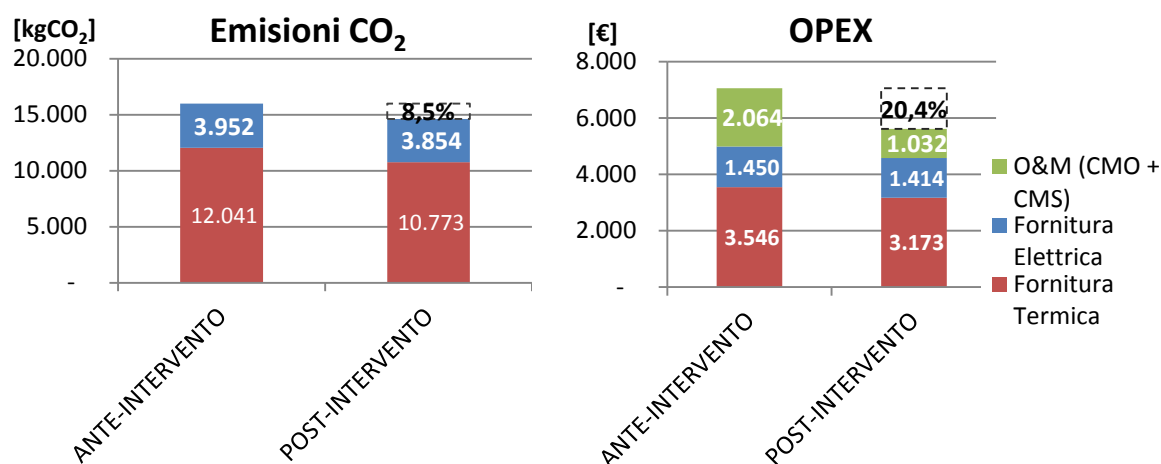 [kgCO₂]
Emisioni CO₂
20.000
15.000
10.000
5.000
-
8,5%
3.952
3.854
12.041
10.773
ANTE-INTERVENTO
POST-INTERVENTO
[€]
OPEX
8.000
6.000
4.000
2.000
-
20,4%
2.064
1.032
1.450
1.414
3.546
3.173
ANTE-INTERVENTO
POST-INTERVENTO
O&M (CMO +
CMS)
Fornitura
Elettrica
Fornitura
Termica